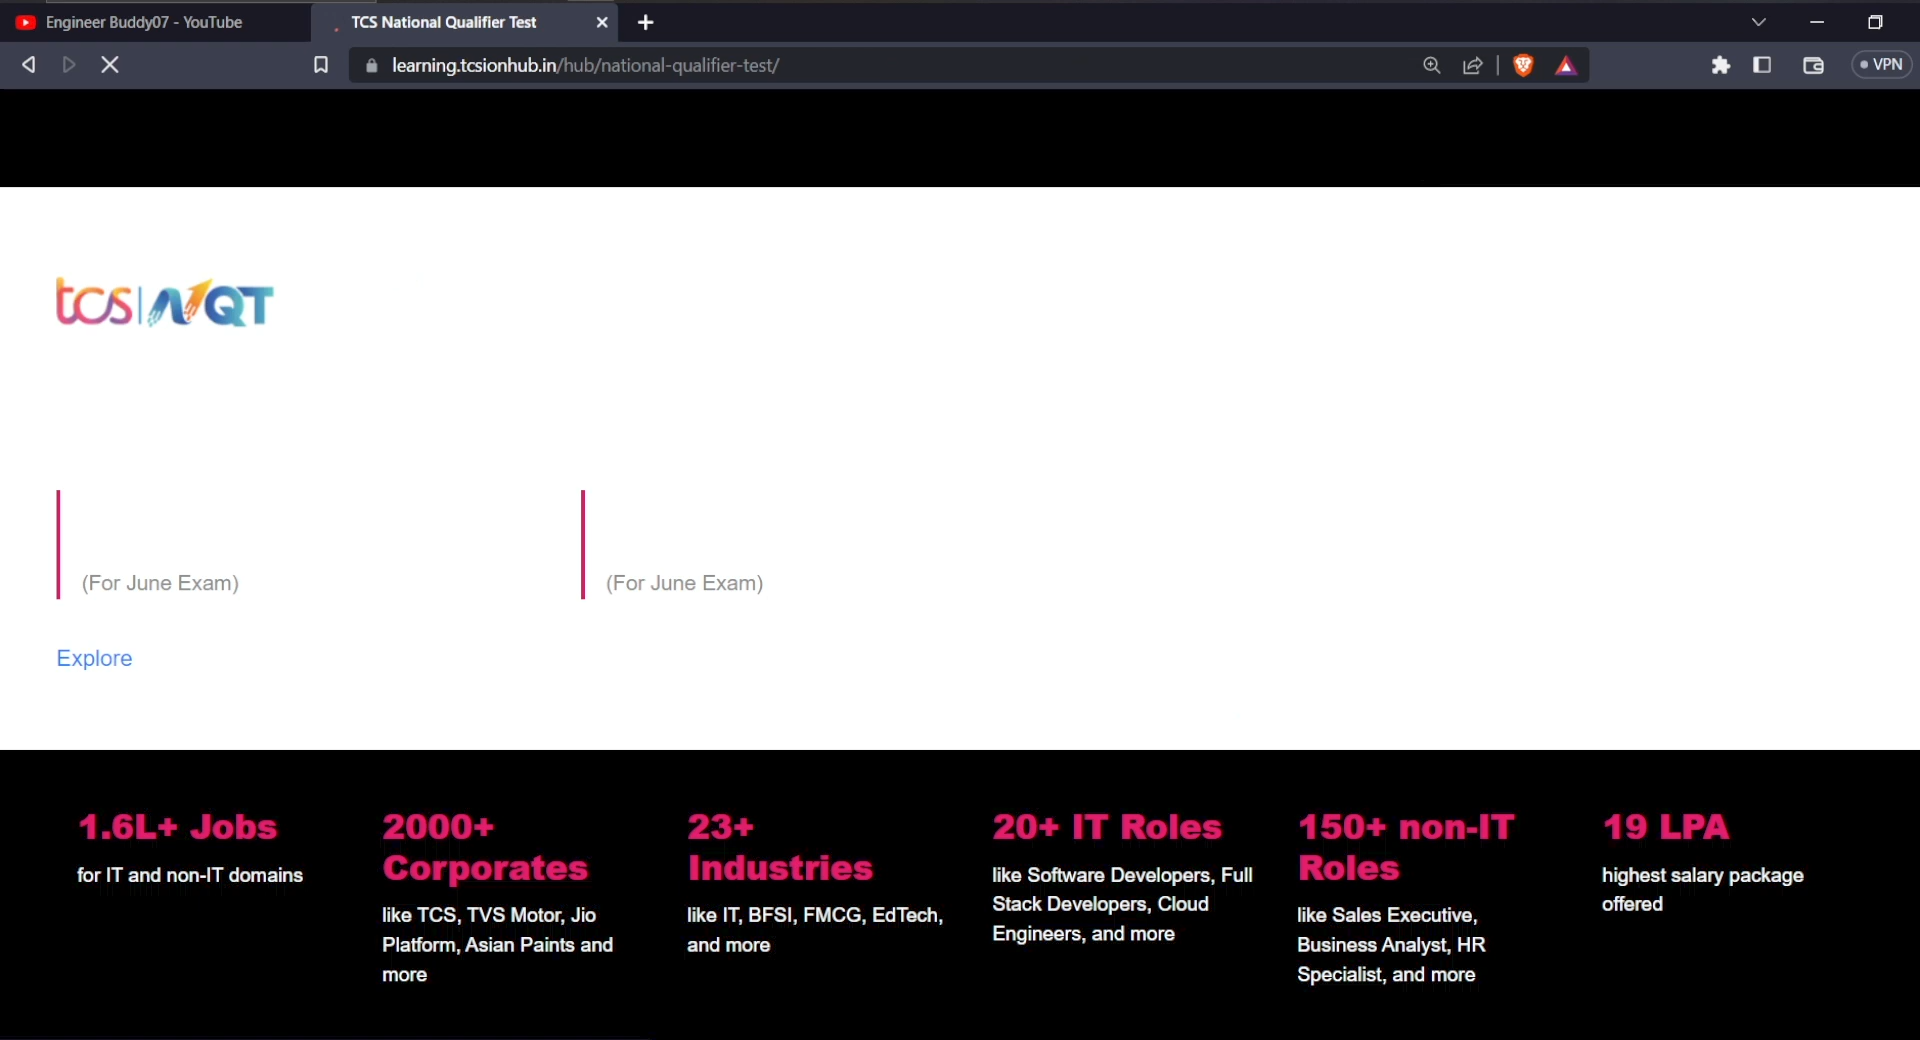 Engineer Buddy07 - YouTube
TCS National Qualifier Test
learning.tcsionhub.in/hub/national-qualifier-test/
VPN
tcs | NQT
(For June Exam)
(For June Exam)
Explore
1.6L+ Jobs
for IT and non-IT domains
2000+
Corporates
like TCS, TVS Motor, Jio
Platform, Asian Paints and
more
23+
Industries
like IT, BFSI, FMCG, EdTech,
and more
20+ IT Roles
like Software Developers, Full
Stack Developers, Cloud
Engineers, and more
150+ non-IT
Roles
like Sales Executive,
Business Analyst, HR
Specialist, and more
19 LPA
highest salary package
offered